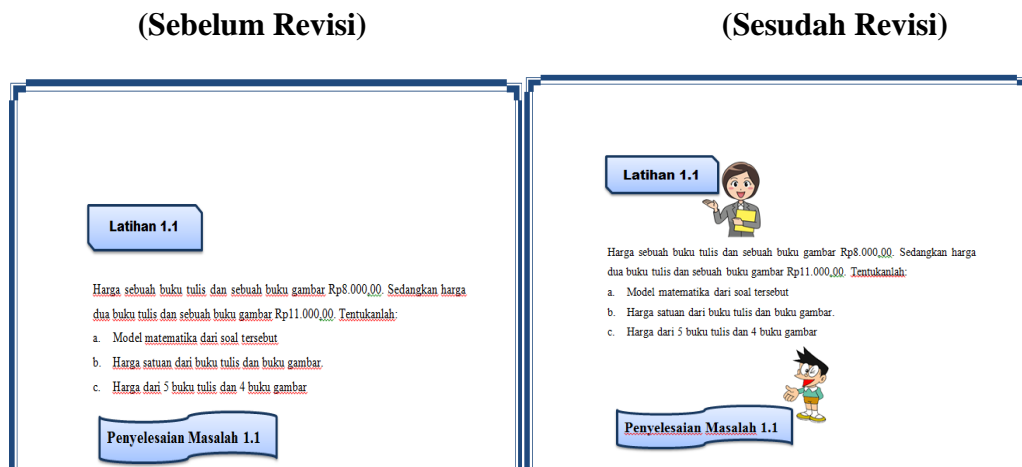 (Sebelum Revisi)
Latihan 1.1
Harga sebuah buku tulis dan sebuah buku gambar Rp8.000,00. Sedangkan harga
dua buku tulis dan sebuah buku gambar Rp11.000,00. Tentukanlah:
a. Model matematika dari soal tersebut
b. Harga satuan dari buku tulis dan buku gambar.
c. Harga dari 5 buku tulis dan 4 buku gambar
Penyelesaian Masalah 1.1
(Sesudah Revisi)
Latihan 1.1
Harga sebuah buku tulis dan sebuah buku gambar Rp8.000,00. Sedangkan harga
dua buku tulis dan sebuah buku gambar Rp11.000,00. Tentukanlah:
a. Model matematika dari soal tersebut
b. Harga satuan dari buku tulis dan buku gambar.
c. Harga dari 5 buku tulis dan 4 buku gambar
Penyelesaian Masalah 1.1